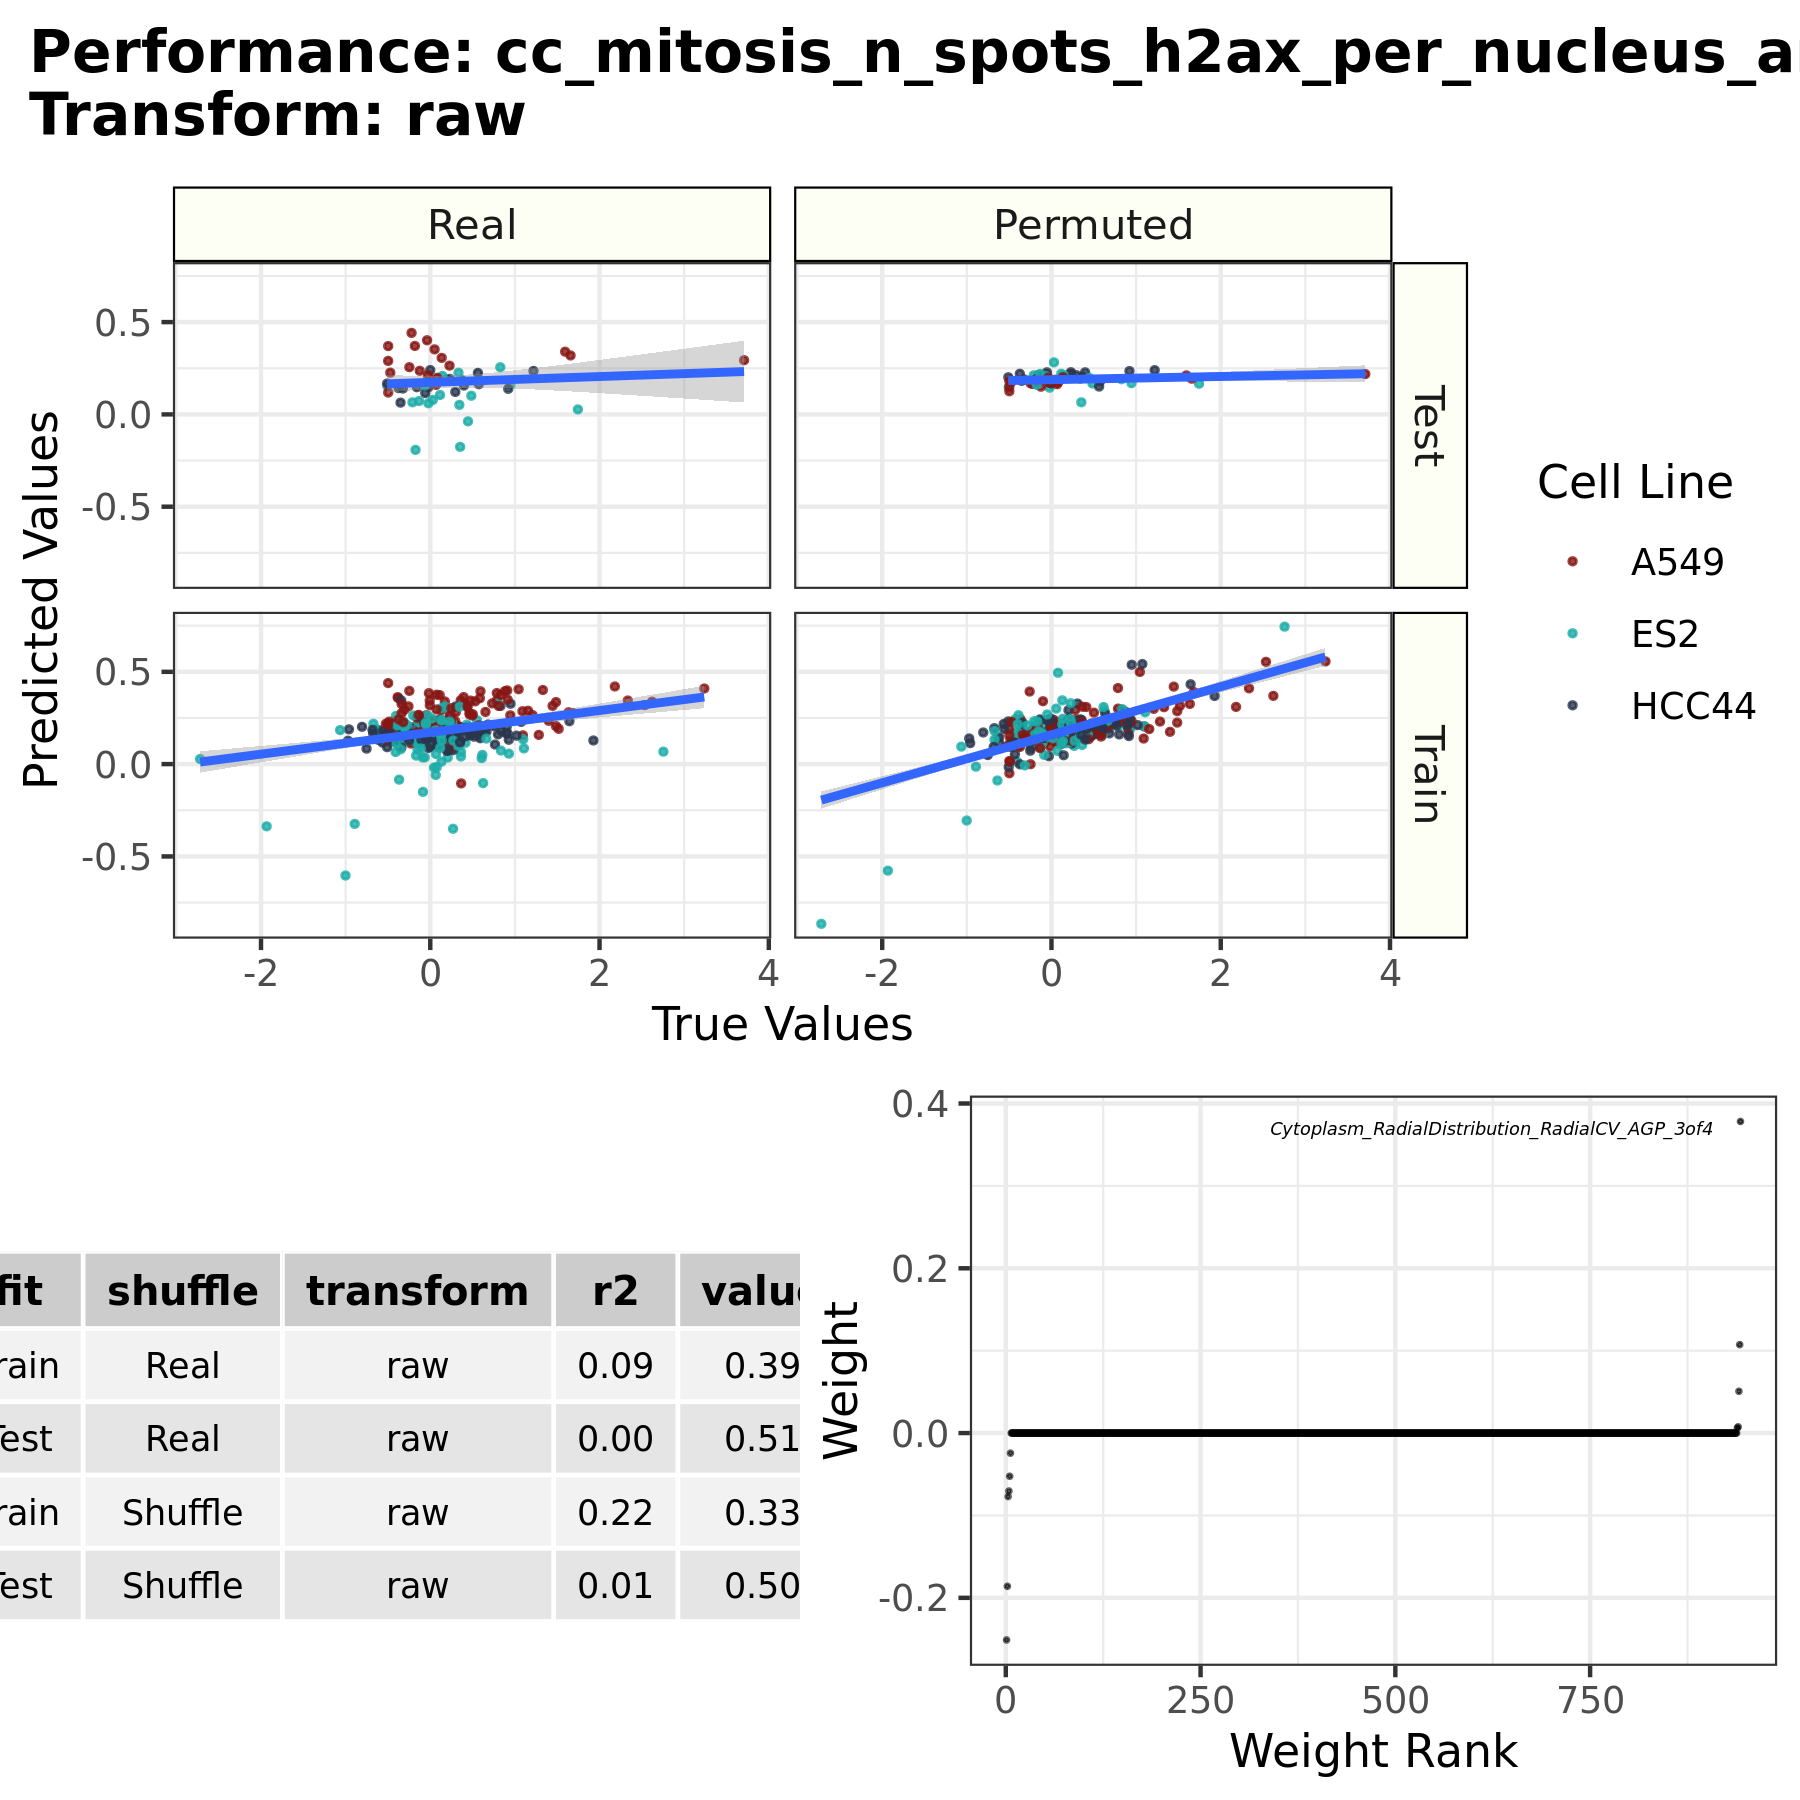 Performance: cc_mitosis_n_spots_h2ax_per_nucleus_a
Transform: raw
Real
Permuted
0.5
0.0
-0.5
Test
0.5
0.0
-0.5
Train
-2 0 2 4
-2 0 2 4
Predicted Values
True Values
Cell Line
A549
ES2
HCC44
fit shuffle transform r2 valu
rain Real raw 0.09 0.39
Test Real raw 0.00 0.51
rain Shuffle raw 0.22 0.33
Test Shuffle raw 0.01 0.50
Cytoplasm_RadialDistribution_RadialCV_AGP_3of4
0.4
0.2
0.0
-0.2
Weight
0 250 500 750
Weight Rank